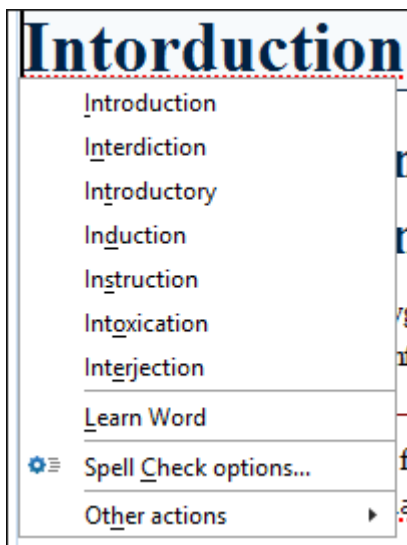 Intorduction
Introduction
Interdiction
Introductory
Induction
Instruction
Intoxication
Interjection
Learn Word
Spell Check options...
Other actions